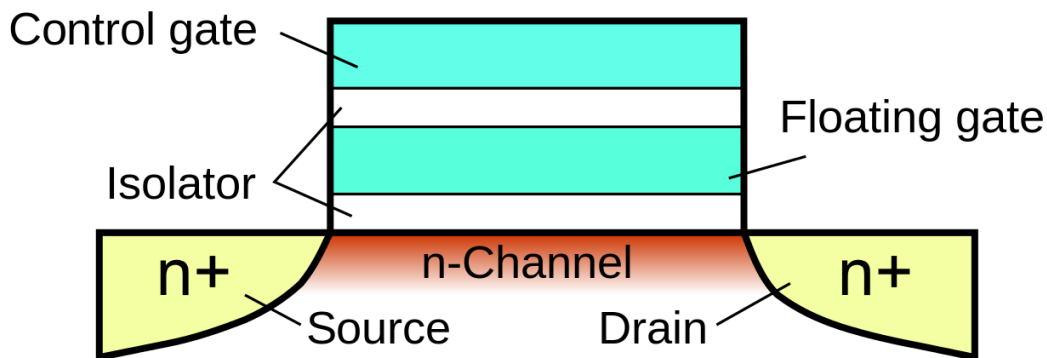 Control gate
Floating gate
Isolator
n-Channel
n+
n+
Source
Drain